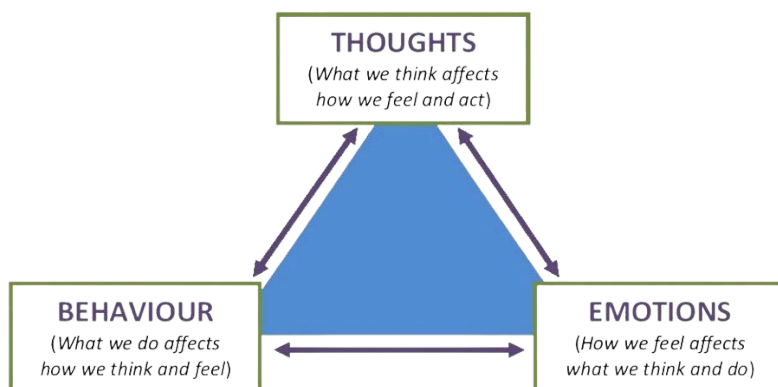 THOUGHTS
(What we think affects
how we feel and act)
BEHAVIOUR
(What we do affects
how we think and feel)
EMOTIONS
(How we feel affects
what we think and do)